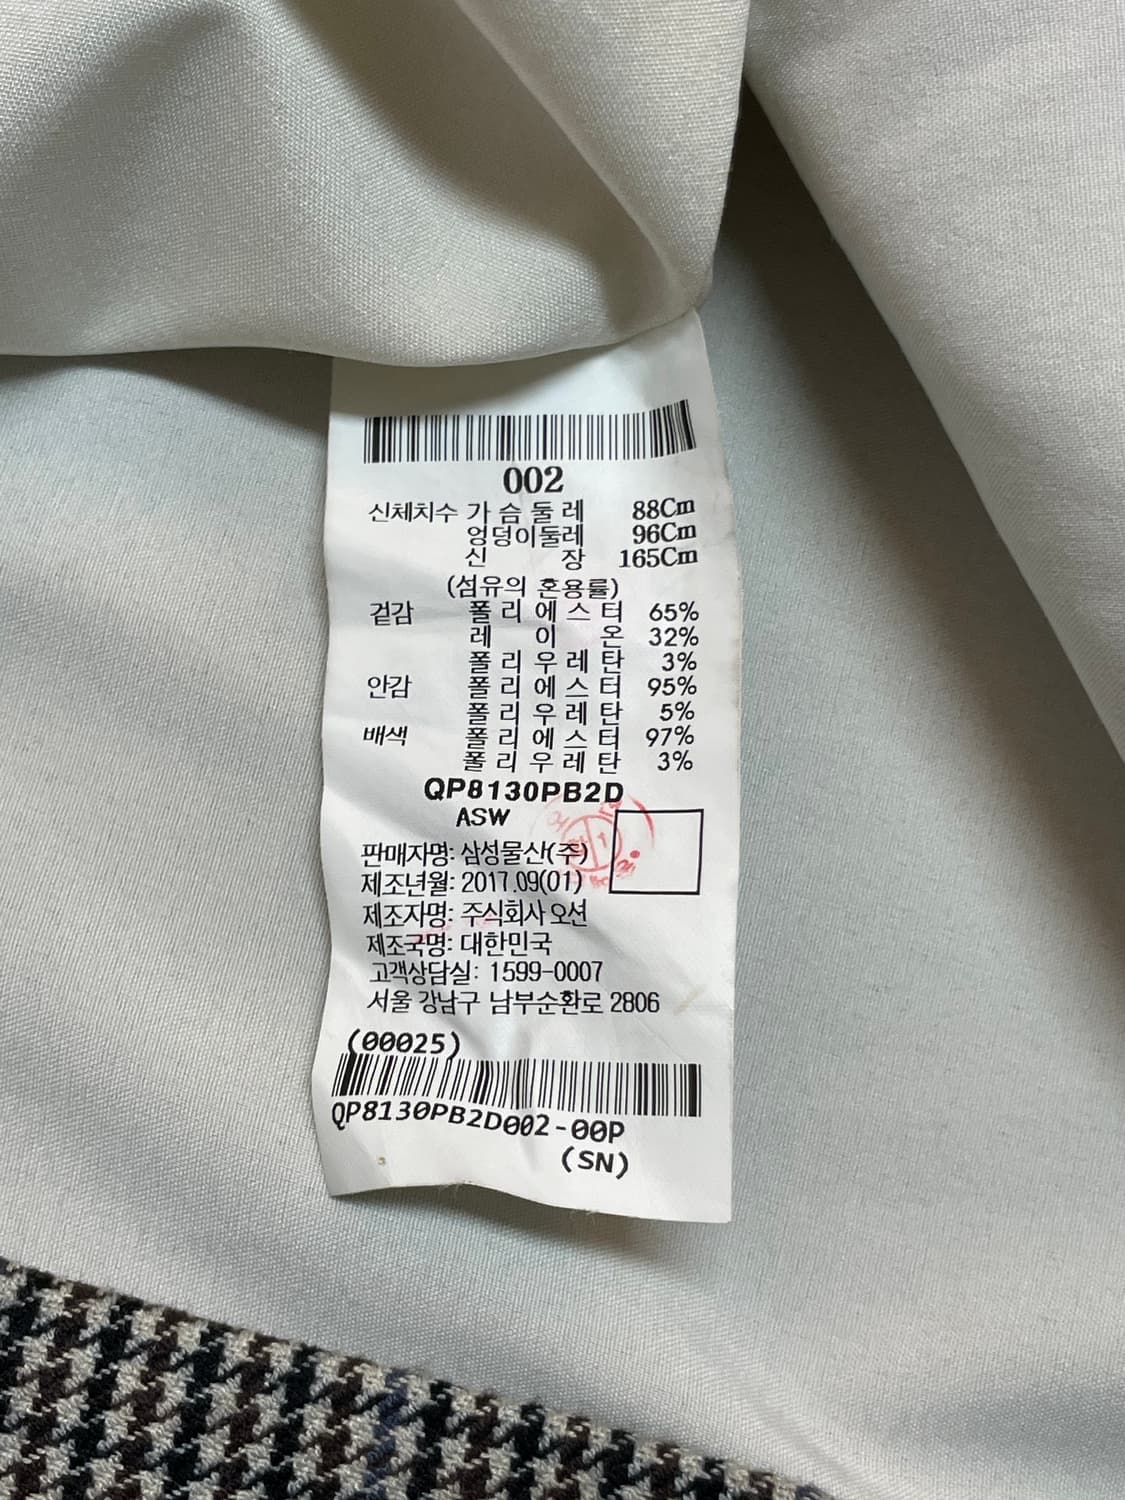 002
신체치수 가슴둘레 88Cm
엉덩이둘레 96Cm
신 장 165Cm
(섬유의 혼용률)
겉감 폴리에스터 65%
레 이 온 32%
폴리우레탄 3%
안감 폴리에스터 95%
폴리우레탄 5%
배색 폴리에스터 97%
폴리우레탄 3%
QP8130PB2D
ASW
판매자명: 삼성물산(주)
제조년월: 2017.09(01)
제조자명: 주식회사 오션
제조국명: 대한민국
고객상담실: 1599-0007
서울 강남구 남부순환로 2806
(00025)
QP8130PB2D002-00P
(SN)